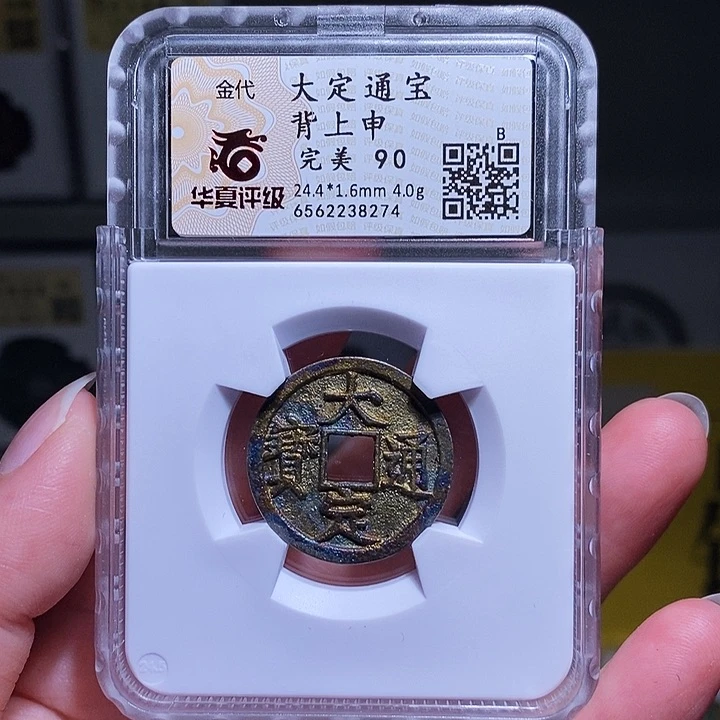 金代
大定通宝
背上申
完美 90
华夏评级
24.4*1.6mm 4.0g
6562238274
B
大
定
通
寶